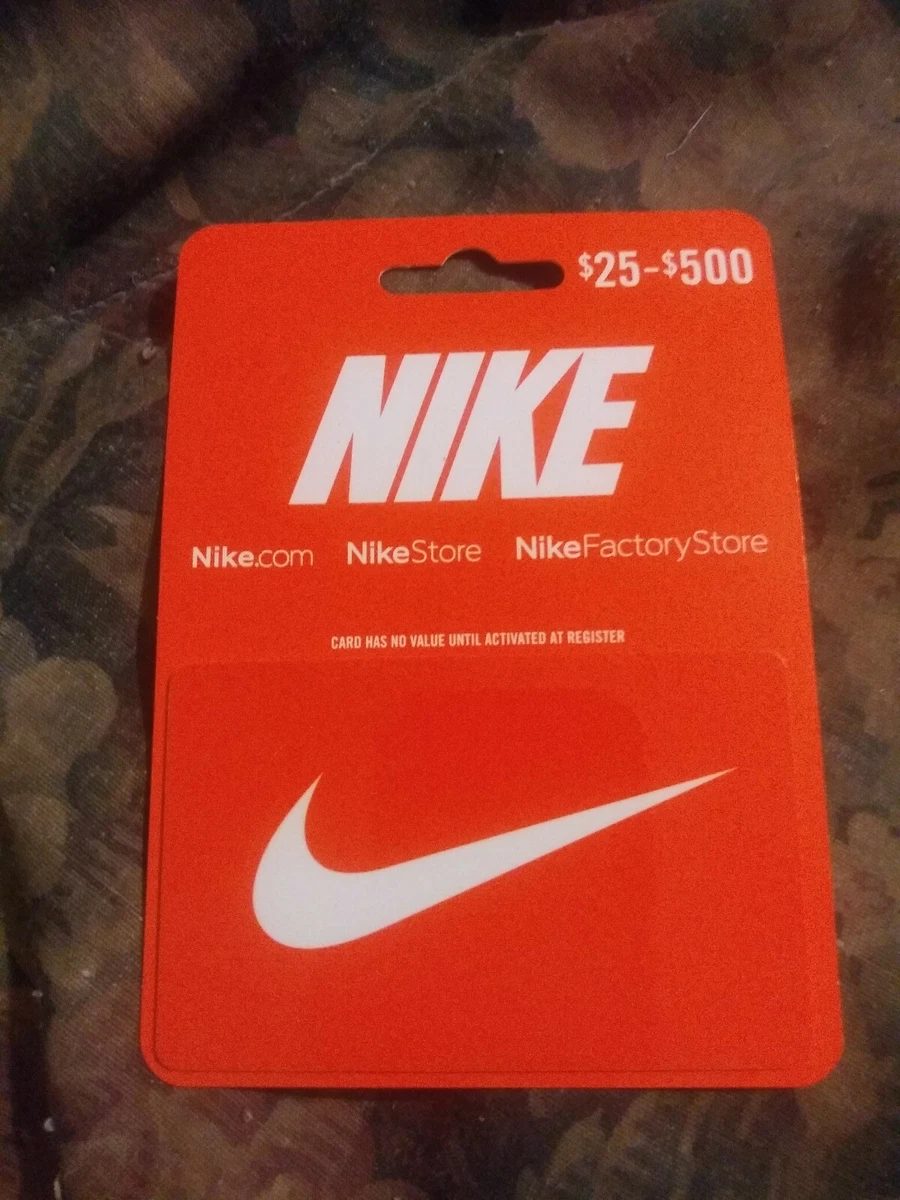 $25-$500
NIKE
Nike.com NikeStore NikeFactoryStore
CARD HAS NO VALUE UNTIL ACTIVATED AT REGISTER